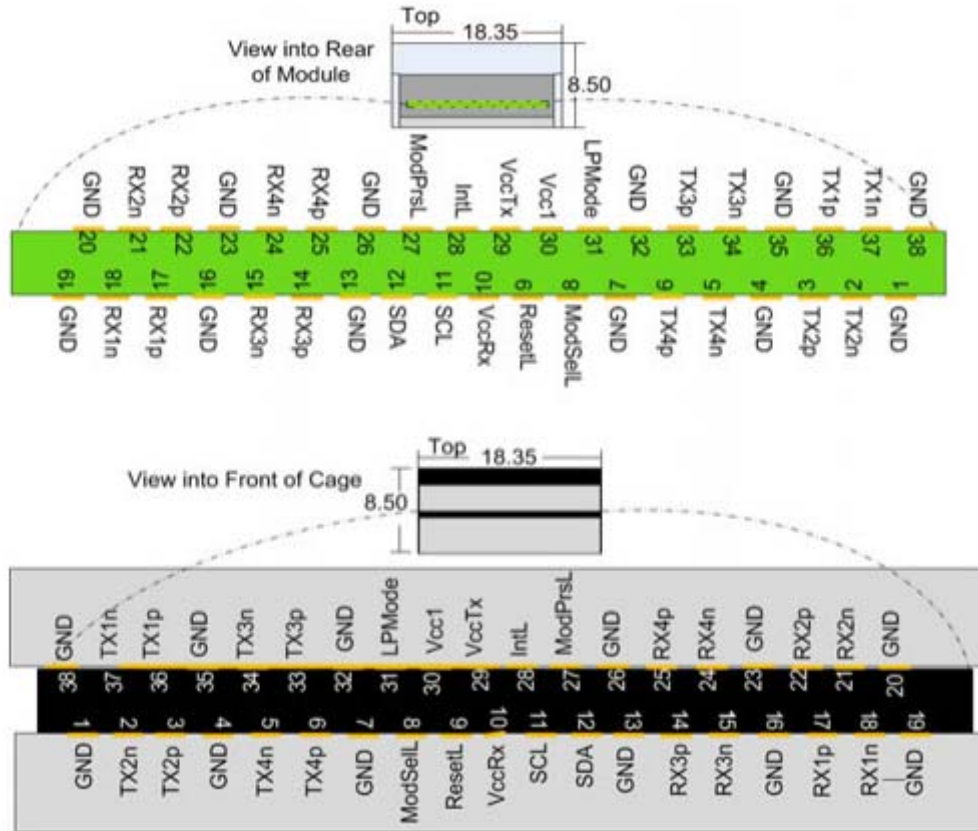 Top
18.35
View into Rear
of Module
8.50
GND RX2n RX2p GND RX4n RX4p GND ModPrsL IntL VccTx Vcc1 LPMode GND TX3p TX3n GND TX1p TX1n GND
20 21 22 23 24 25 26 27 28 29 30 31 32 33 34 35 36 37 38
19 18 17 16 15 14 13 12 11 10 9 8 7 6 5 4 3 2 1
GND RX1n RX1p GND RX3n RX3p GND SDA SCL VccRx ResetL ModSelL GND TX4p TX4n GND TX2p TX2n GND
Top
18.35
View into Front of Cage
8.50
GND TX1n TX1p GND TX3n TX3p GND LPMode Vcc1 VccTx IntL ModPrsL GND RX4p RX4n GND RX2p RX2n GND
38 37 36 35 34 33 32 31 30 29 28 27 26 25 24 23 22 21 20
1 2 3 4 5 6 7 8 9 10 11 12 13 14 15 16 17 18 19
GND TX2n TX2p GND TX4n TX4p GND ModSelL ResetL VccRx SCL SDA GND RX3p RX3n GND RX1p RX1n GND